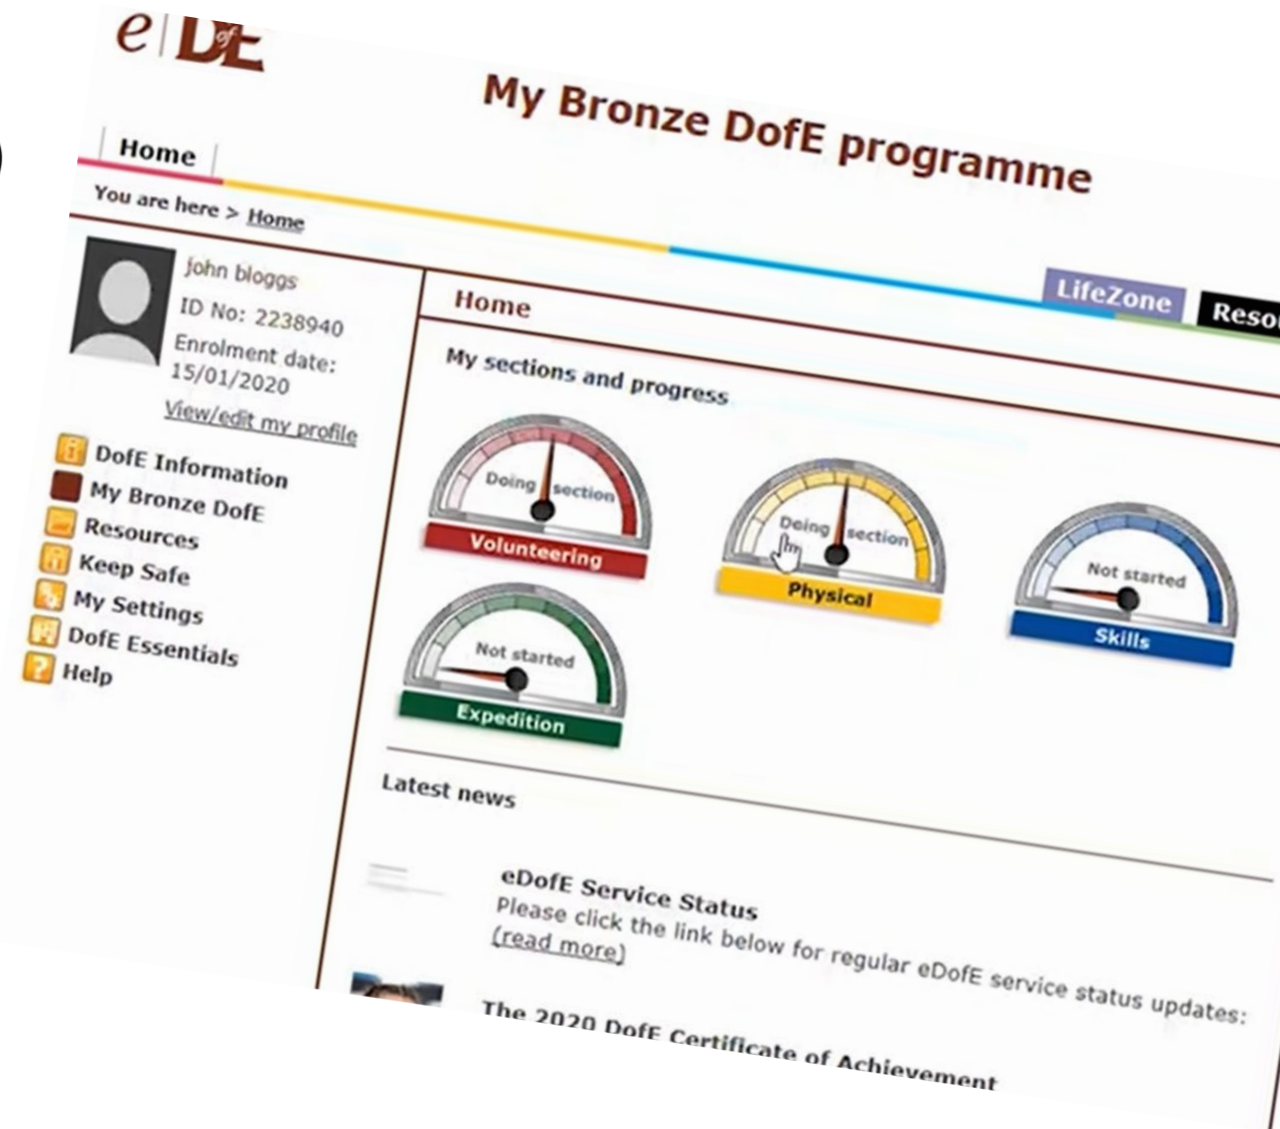 e DofE
My Bronze DofE programme
Home
LifeZone
You are here > Home
john bloggs
ID No: 2238940
Enrolment date:
15/01/2020
View/edit my profile
DofE Information
My Bronze DofE
Resources
Keep Safe
My Settings
DofE Essentials
Help
Home
My sections and progress
Doing section
Volunteering
Doing section
Physical
Not started
Skills
Not started
Expedition
Latest news
eDofE Service Status
Please click the link below for regular eDofE service status updates:
(read more)
The 2020 DofE Certificate of Achievement